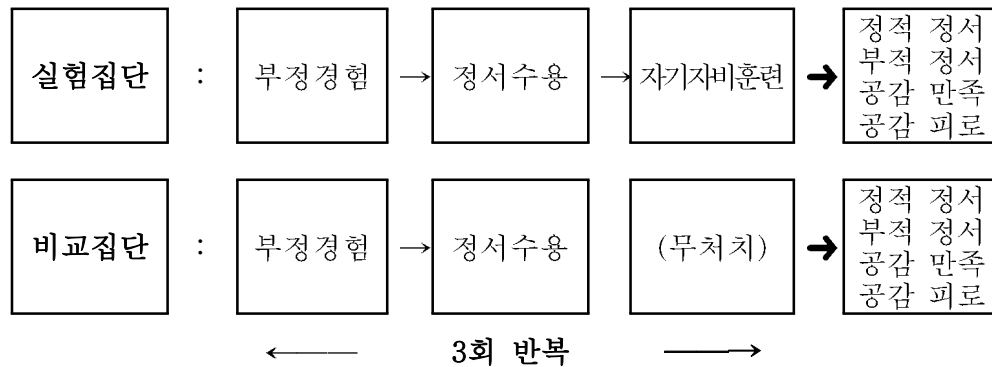 실험집단 : 부정경험 → 정서수용 → 자기자비훈련 ➔ 정적 정서
부적 정서
공감 만족
공감 피로
비교집단 : 부정경험 → 정서수용 (무처치) ➔ 정적 정서
부적 정서
공감 만족
공감 피로
← 3회 반복 →